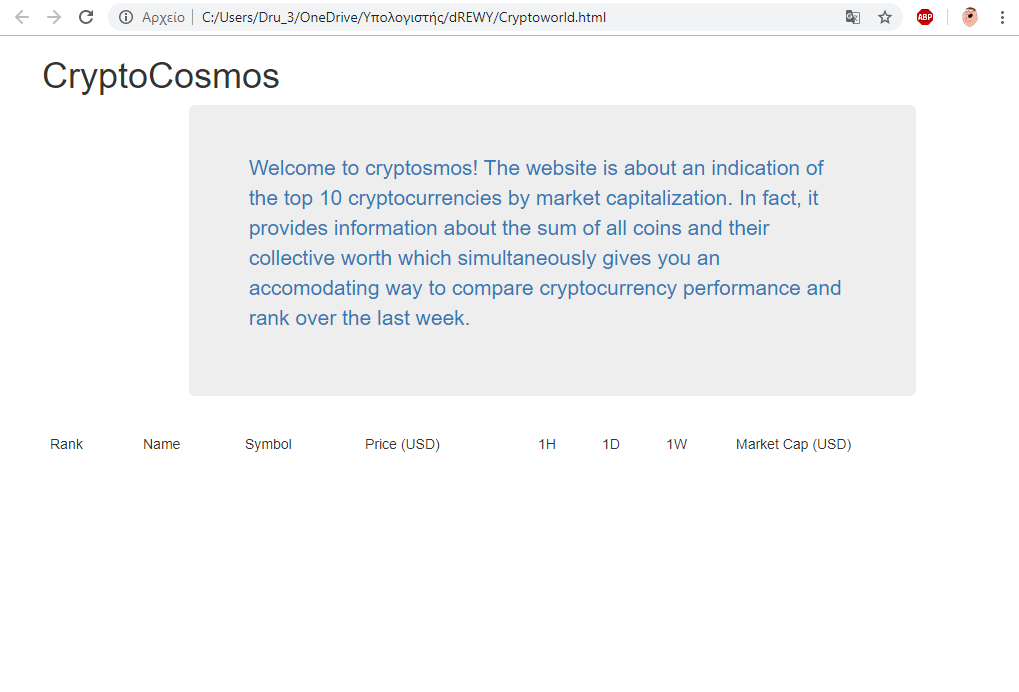 Αρχείο C:/Users/Dru_3/OneDrive/Υπολογιστής/dREWY/Cryptoworld.html ABP
CryptoCosmos
Welcome to cryptosmos! The website is about an indication of
the top 10 cryptocurrencies by market capitalization. In fact, it
provides information about the sum of all coins and their
collective worth which simultaneously gives you an
accomodating way to compare cryptocurrency performance and
rank over the last week.
Rank Name Symbol Price (USD) 1H 1D 1W Market Cap (USD)